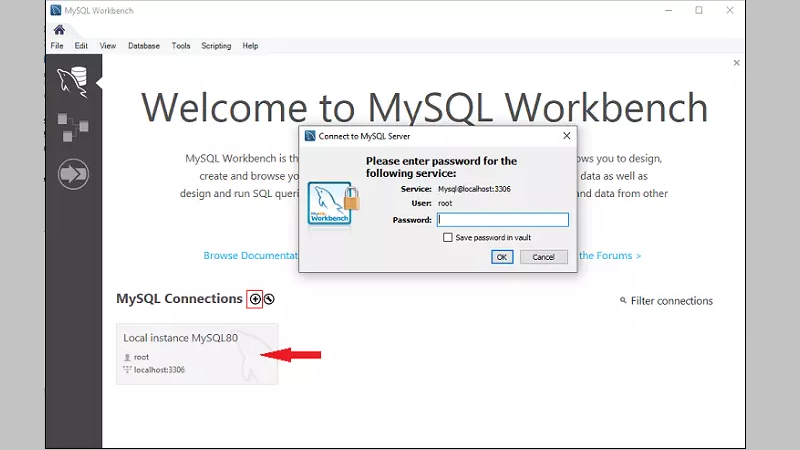 MySQL Workbench
File Edit View Database Tools Scripting Help
Welcome to MySQL Workbench
MySQL Workbench is th
ows you to design,
create and browse yo
data as well as
design and run SQL queri
and data from other
Browse Documentat
the Forums >
Connect to MySQL Server
Please enter password for the
following service:
Service: Mysql@localhost:3306
User: root
Password:
Save password in vault
OK Cancel
MySQL
Workbench
MySQL Connections
Filter connections
Local instance MySQL80
root
localhost:3306